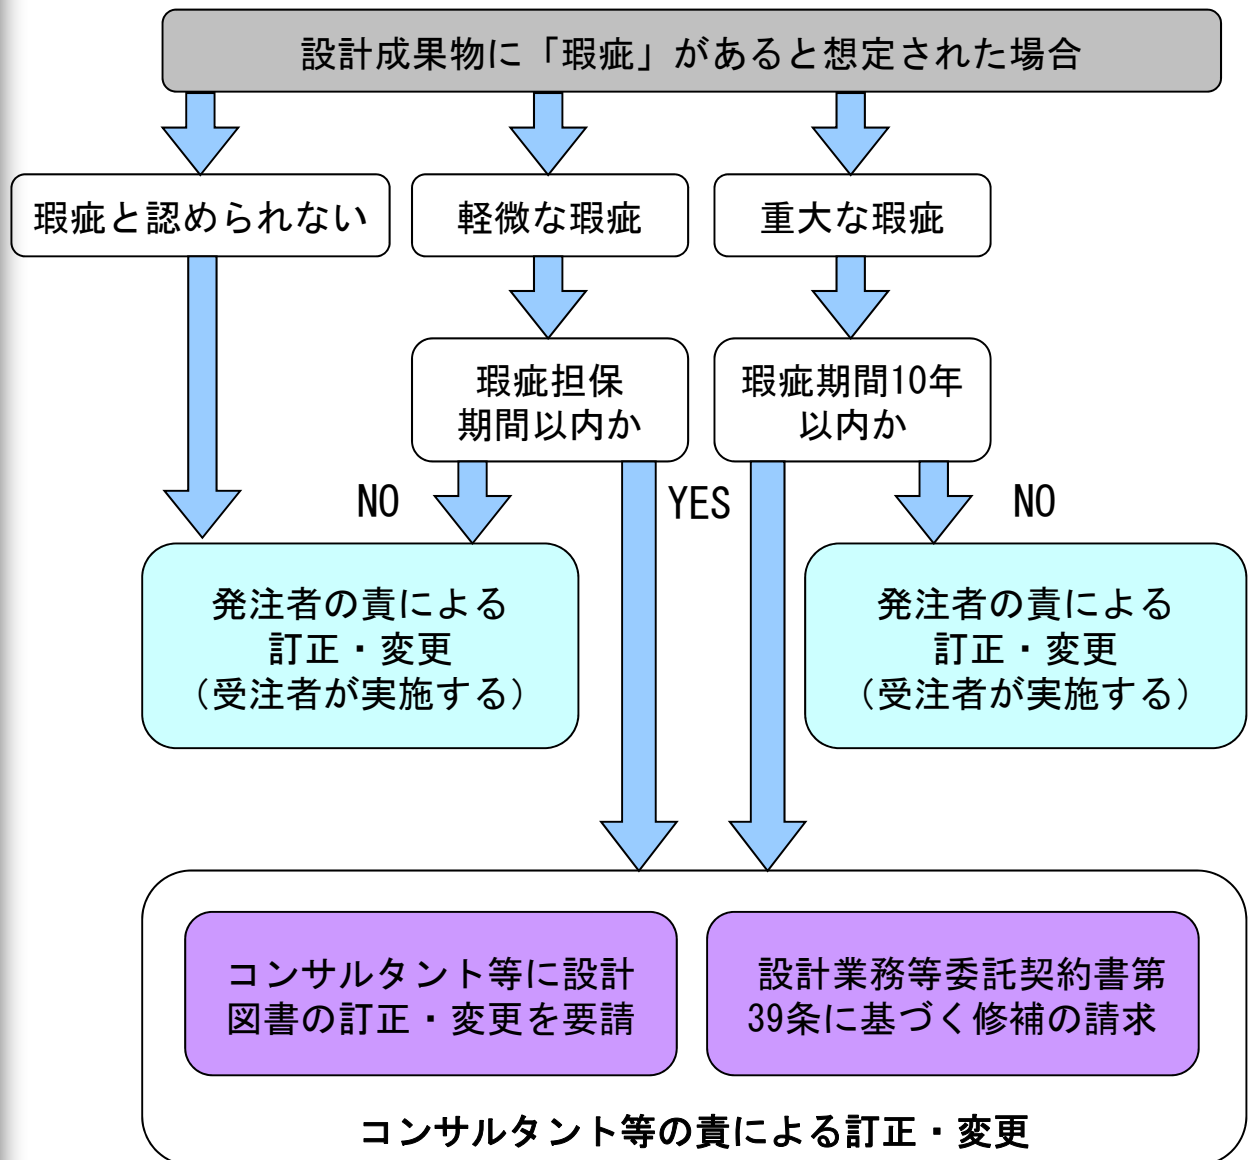 設計成果物に「瑕疵」があると想定された場合
瑕疵と認められない
軽微な瑕疵
重大な瑕疵
瑕疵担保
期間以内か
瑕疵期間10年
以内か
NO
YES
NO
発注者の責による
訂正・変更
（受注者が実施する）
発注者の責による
訂正・変更
（受注者が実施する）
コンサルタント等に設計
図書の訂正・変更を要請
設計業務等委託契約書第
39条に基づく修補の請求
コンサルタント等の責による訂正・変更